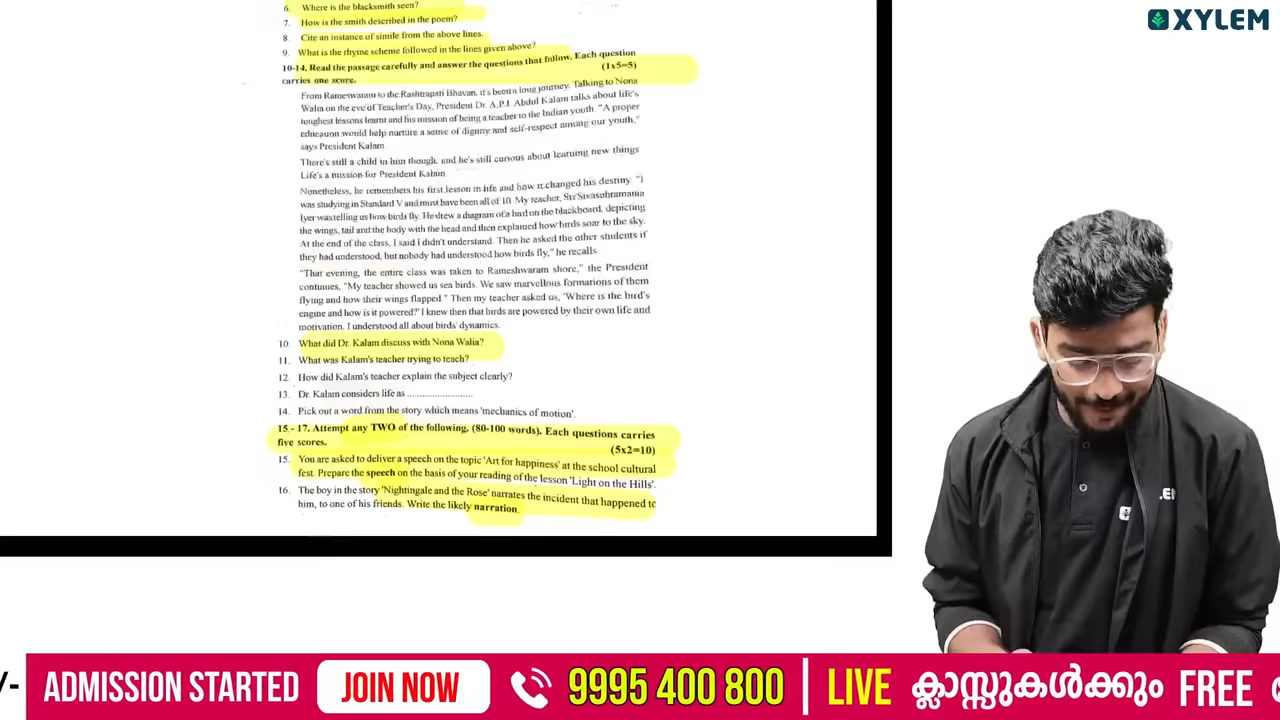 XYLEM
6. Where is the blacksmith seen?
7. How is the smith described in the poem?
8. Cite an instance of simile from the above lines.
9. What is the rhyme scheme followed in the lines given above?
10-14. Read the passage carefully and answer the questions that follow. Each question
carries one score. (1x5=5)
From Rameswaram to the Rashtrapati Bhavan, it's been a long journey. Talking to Nona
Walia on the eve of Teacher's Day, President Dr. A.P.J. Abdul Kalam talks about life's
toughest lessons learnt and his mission of being a teacher to the Indian youth. "A proper
education would help nurture a sense of dignity and self-respect among our youth,"
says President Kalam.
There's still a child in him though, and he's still curious about learning new things
Life's a mission for President Kalam
Nonetheless, he remembers his first lesson in life and how it changed his destiny. "I
was studying in Standard V and must have been all of 10. My teacher, Sri Sivasubramania
Iyer was telling us how birds fly. He drew a diagram of a bird on the blackboard, depicting
the wings, tail and the body with the head and then explained how birds soar to the sky.
At the end of the class, I said I didn't understand. Then he asked the other students if
they had understood, but nobody had understood how birds fly," he recalls.
"That evening, the entire class was taken to Rameshwaram shore," the President
continues, "My teacher showed us sea birds. We saw marvellous formations of them
flying and how their wings flapped." Then my teacher asked us, 'Where is the bird's
engine and how is it powered?' I knew then that birds are powered by their own life and
motivation. I understood all about birds' dynamics.
10. What did Dr. Kalam discuss with Nona Walia?
11. What was Kalam's teacher trying to teach?
12. How did Kalam's teacher explain the subject clearly?
13. Dr. Kalam considers life as ........................
14. Pick out a word from the story which means 'mechanics of motion'.
15.- 17. Attempt any TWO of the following. (80-100 words). Each questions carries
five scores. (5x2=10)
15. You are asked to deliver a speech on the topic 'Art for happiness' at the school cultural
fest. Prepare the speech on the basis of your reading of the lesson 'Light on the Hills'.
16. The boy in the story 'Nightingale and the Rose' narrates the incident that happened to
him, to one of his friends. Write the likely narration.
/- ADMISSION STARTED JOIN NOW 9995 400 800 LIVE ക്ലാസ്സുകൾക്കും FREE